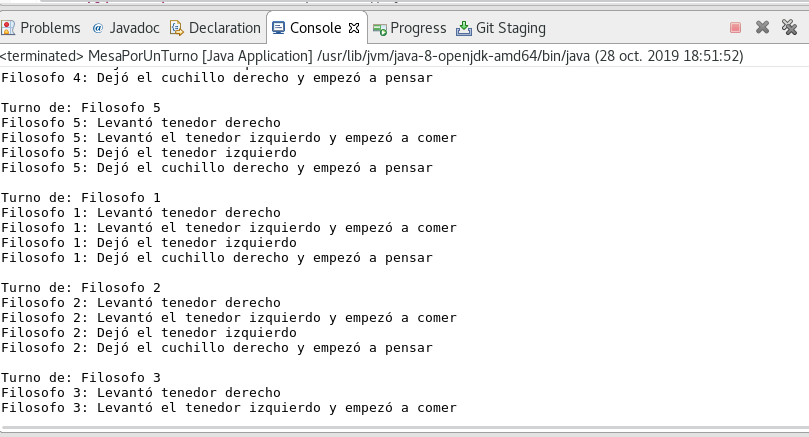 Problems @ Javadoc Declaration Console Progress Git Staging
<terminated> MesaPorUnTurno [Java Application] /usr/lib/jvm/java-8-openjdk-amd64/bin/java (28 oct. 2019 18:51:52)
Filosofo 4: Dejó el cuchillo derecho y empezó a pensar
Turno de: Filosofo 5
Filosofo 5: Levantó tenedor derecho
Filosofo 5: Levantó el tenedor izquierdo y empezó a comer
Filosofo 5: Dejó el tenedor izquierdo
Filosofo 5: Dejó el cuchillo derecho y empezó a pensar
Turno de: Filosofo 1
Filosofo 1: Levantó tenedor derecho
Filosofo 1: Levantó el tenedor izquierdo y empezó a comer
Filosofo 1: Dejó el tenedor izquierdo
Filosofo 1: Dejó el cuchillo derecho y empezó a pensar
Turno de: Filosofo 2
Filosofo 2: Levantó tenedor derecho
Filosofo 2: Levantó el tenedor izquierdo y empezó a comer
Filosofo 2: Dejó el tenedor izquierdo
Filosofo 2: Dejó el cuchillo derecho y empezó a pensar
Turno de: Filosofo 3
Filosofo 3: Levantó tenedor derecho
Filosofo 3: Levantó el tenedor izquierdo y empezó a comer